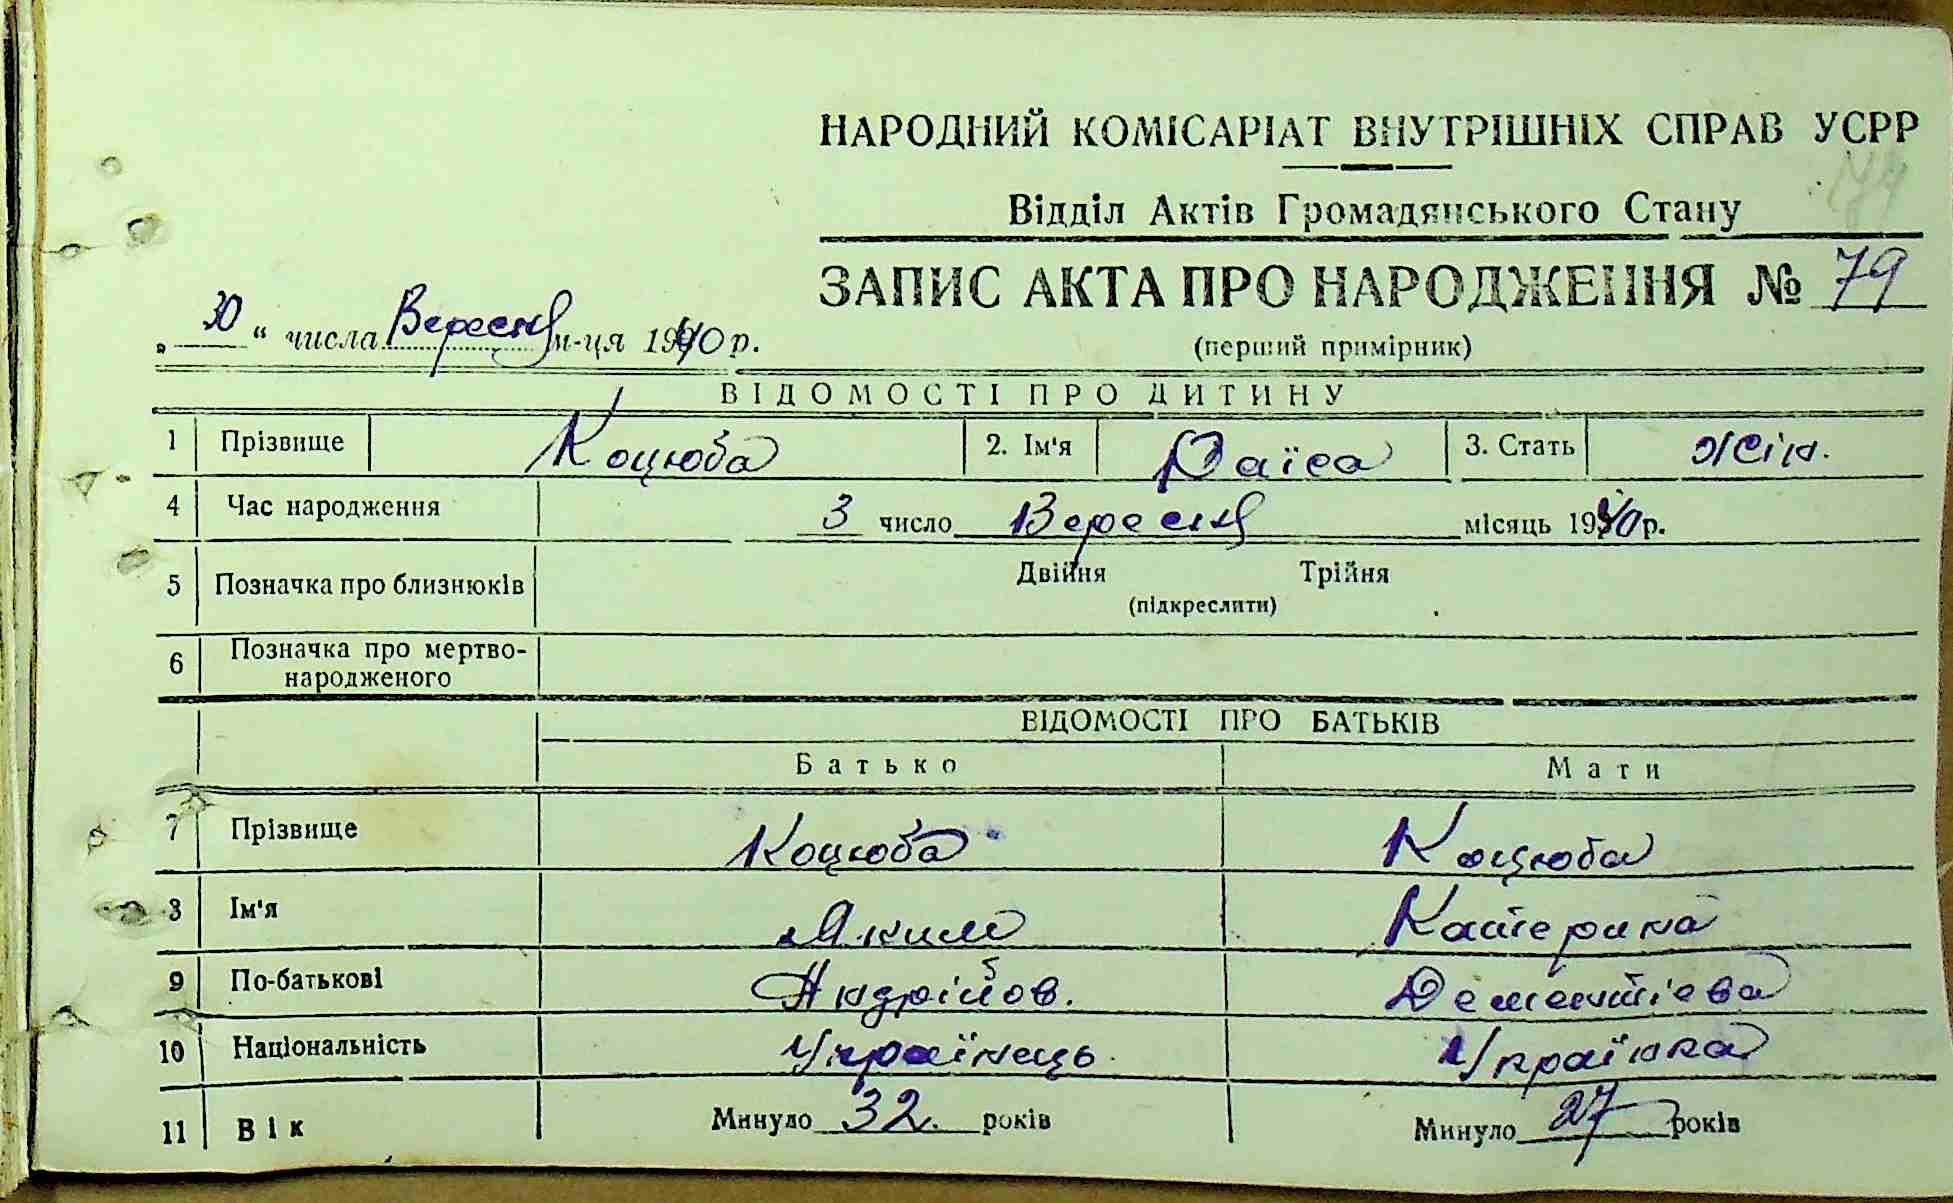 НАРОДНИЙ КОМІСАРІАТ ВНУТРІШНІХ СПРАВ УСРР
Відділ Актів Громадянського Стану
ЗАПИС АКТА ПРО НАРОДЖЕННЯ № 79
„ 30 “ числа Вересня м-ця 1940 р.
(перший примірник)
ВІДОМОСТІ ПРО ДИТИНУ
1 Прізвище Коцюба 2. Ім'я Раїса 3. Стать жін.
4 Час народження 3 число Вересня місяць 1940 р.
5 Позначка про близнюків Двійня Трійня
(підкреслити)
6 Позначка про мертво-
народженого
ВІДОМОСТІ ПРО БАТЬКІВ
Батько Мати
7 Прізвище Коцюба Коцюба
8 Ім'я Яким Катерина
9 По-батькові Андрійов. Дементієва
10 Національність Українець Українка
11 Вік Минуло 32. років Минуло 27 років